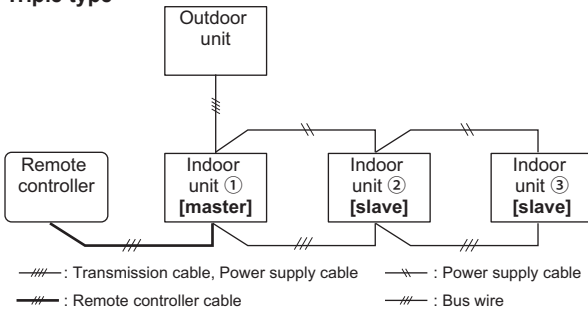 Triple type
Outdoor
unit
Remote
controller
Indoor
unit ①
[master]
Indoor
unit ②
[slave]
Indoor
unit ③
[slave]
: Transmission cable, Power supply cable
: Power supply cable
: Remote controller cable
: Bus wire